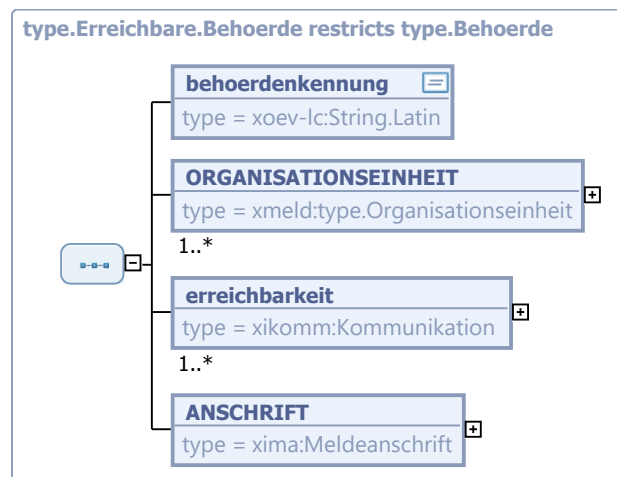 type.Erreichbare.Behoerde restricts type.Behoerde
behoerdenkennung
type = xoev-lc:String.Latin
ORGANISATIONSEINHEIT
type = xmeld:type.Organisationseinheit
1..*
erreichbarkeit
type = xikomm:Kommunikation
1..*
ANSCHRIFT
type = xima:Meldeanschrift